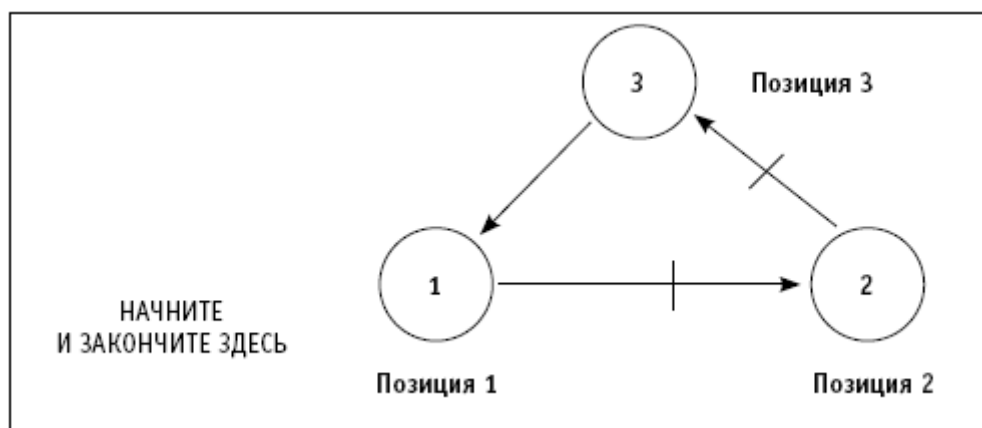 3
Позиция 3
1
2
НАЧНИТЕ
И ЗАКОНЧИТЕ ЗДЕСЬ
Позиция 1
Позиция 2